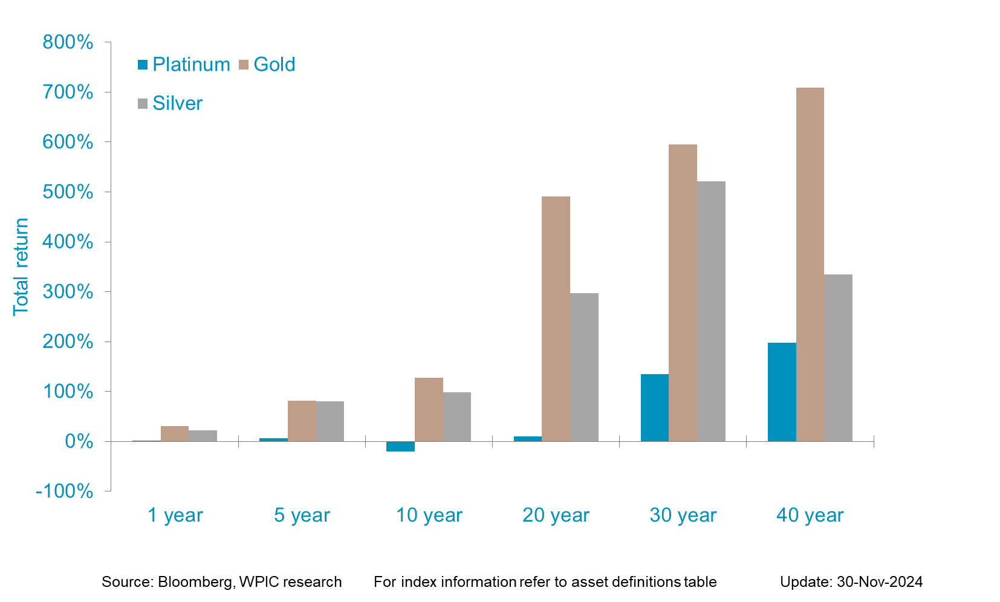 800%
Platinum Gold
700%
Silver
600%
500%
400%
Total return
300%
200%
100%
0%
-100%
1 year 5 year 10 year 20 year 30 year 40 year
Source: Bloomberg, WPIC research For index information refer to asset definitions table Update: 30-Nov-2024